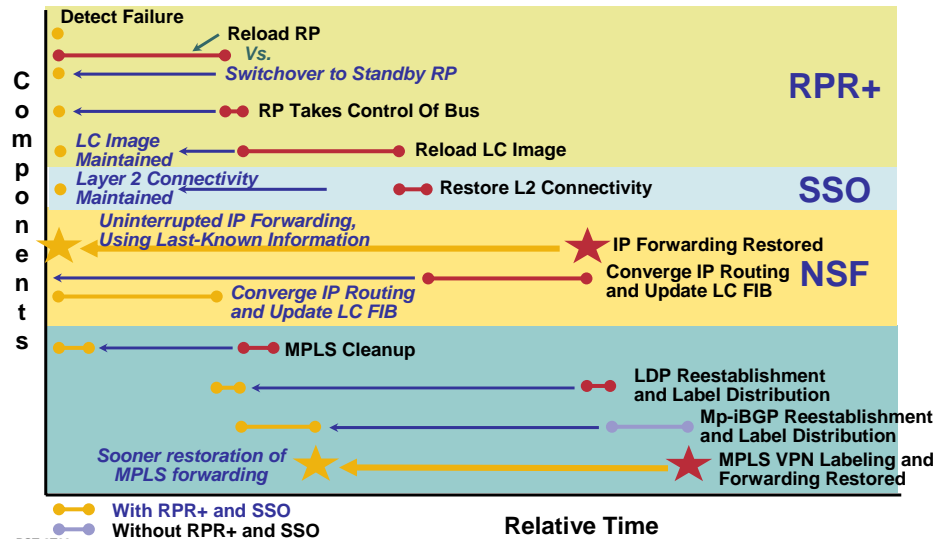 Detect Failure
Reload RP
Vs.
Switchover to Standby RP
RPR+
RP Takes Control Of Bus
LC Image
Maintained
Reload LC Image
Layer 2 Connectivity
Maintained
Restore L2 Connectivity
SSO
Uninterrupted IP Forwarding,
Using Last-Known Information
IP Forwarding Restored
Converge IP Routing
and Update LC FIB
NSF
Converge IP Routing
and Update LC FIB
MPLS Cleanup
LDP Reestablishment
and Label Distribution
Mp-iBGP Reestablishment
and Label Distribution
Sooner restoration of
MPLS forwarding
MPLS VPN Labeling and
Forwarding Restored
Components
With RPR+ and SSO
Without RPR+ and SSO
Relative Time